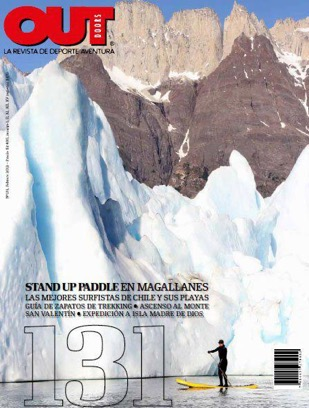 OUT
DOORS
LA REVISTA DE DEPORTE AVENTURA
STAND UP PADDLE EN MAGALLANES
LAS MEJORES SURFISTAS DE CHILE Y SUS PLAYAS
GUÍA DE ZAPATOS DE TREKKING • ASCENSO AL MONTE
SAN VALENTÍN • EXPEDICIÓN A ISLA MADRE DE DIOS
131